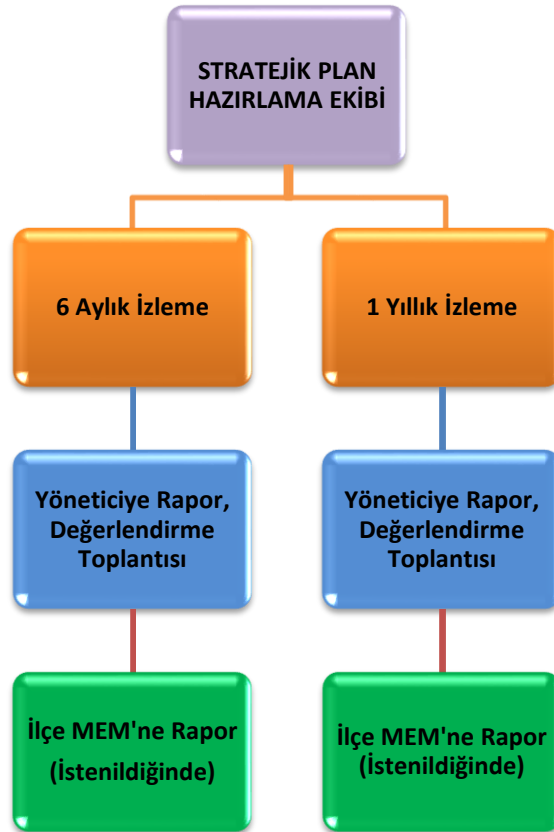 STRATEJİK PLAN
HAZIRLAMA EKİBİ
6 Aylık İzleme
1 Yıllık İzleme
Yöneticiye Rapor,
Değerlendirme
Toplantısı
Yöneticiye Rapor,
Değerlendirme
Toplantısı
İlçe MEM'ne Rapor
(İstenildiğinde)
İlçe MEM'ne Rapor
(İstenildiğinde)